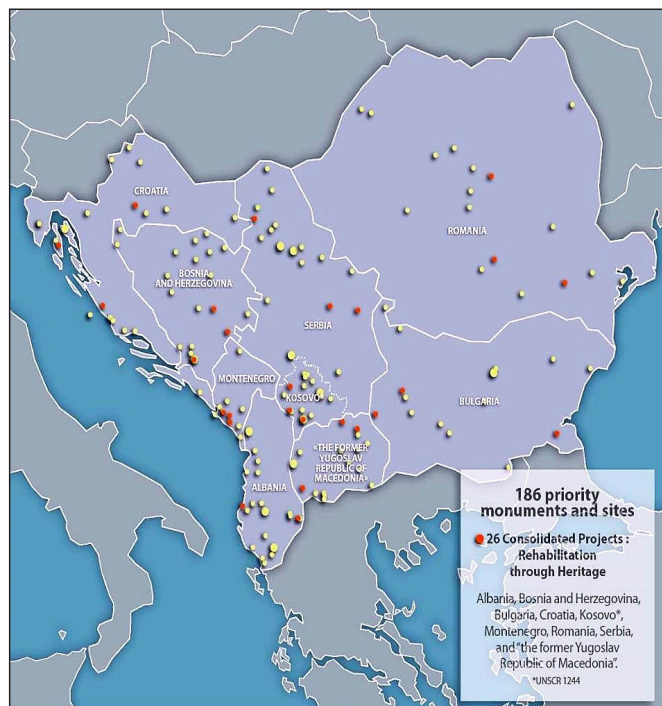 CROATIA
ROMANIA
BOSNIA
AND HERZEGOVINA
SERBIA
MONTENEGRO
KOSOVO
BULGARIA
«THE FORMER
YUGOSLAV
REPUBLIC OF
MACEDONIA»
ALBANIA
186 priority
monuments and sites
26 Consolidated Projects :
Rehabilitation
through Heritage
Albania, Bosnia and Herzegovina,
Bulgaria, Croatia, Kosovo*,
Montenegro, Romania, Serbia,
and “the former Yugoslav
Republic of Macedonia”.
*UNSCR 1244